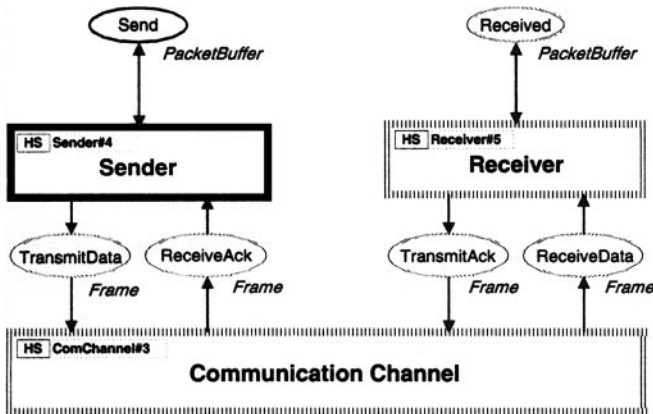 Send
Received
PacketBuffer
PacketBuffer
HS Sender#4
Sender
HS Receiver#5
Receiver
TransmitData
ReceiveAck
TransmitAck
ReceiveData
Frame
Frame
Frame
Frame
HS ComChannel#3
Communication Channel